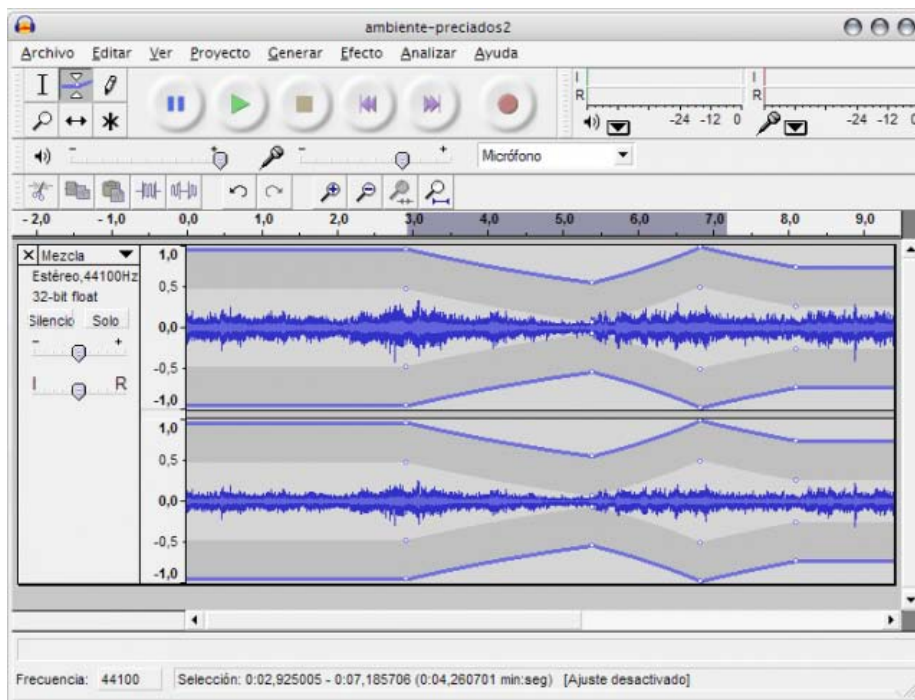 ambiente-preciados2
Archivo Editar Ver Proyecto Generar Efecto Analizar Ayuda
I R -24 -12 0 I R -24 -12 0
- + - + Micrófono
- 2,0 - 1,0 0,0 1,0 2,0 3,0 4,0 5,0 6,0 7,0 8,0 9,0
Mezcla
Estéreo,44100Hz
32-bit float
Silencio Solo
- +
I R
1,0
0,5
0,0
-0,5
-1,0
1,0
0,5
0,0
-0,5
-1,0
Frecuencia: 44100 Selección: 0:02,925005 - 0:07,185706 (0:04,260701 min:seg) [Ajuste desactivado]